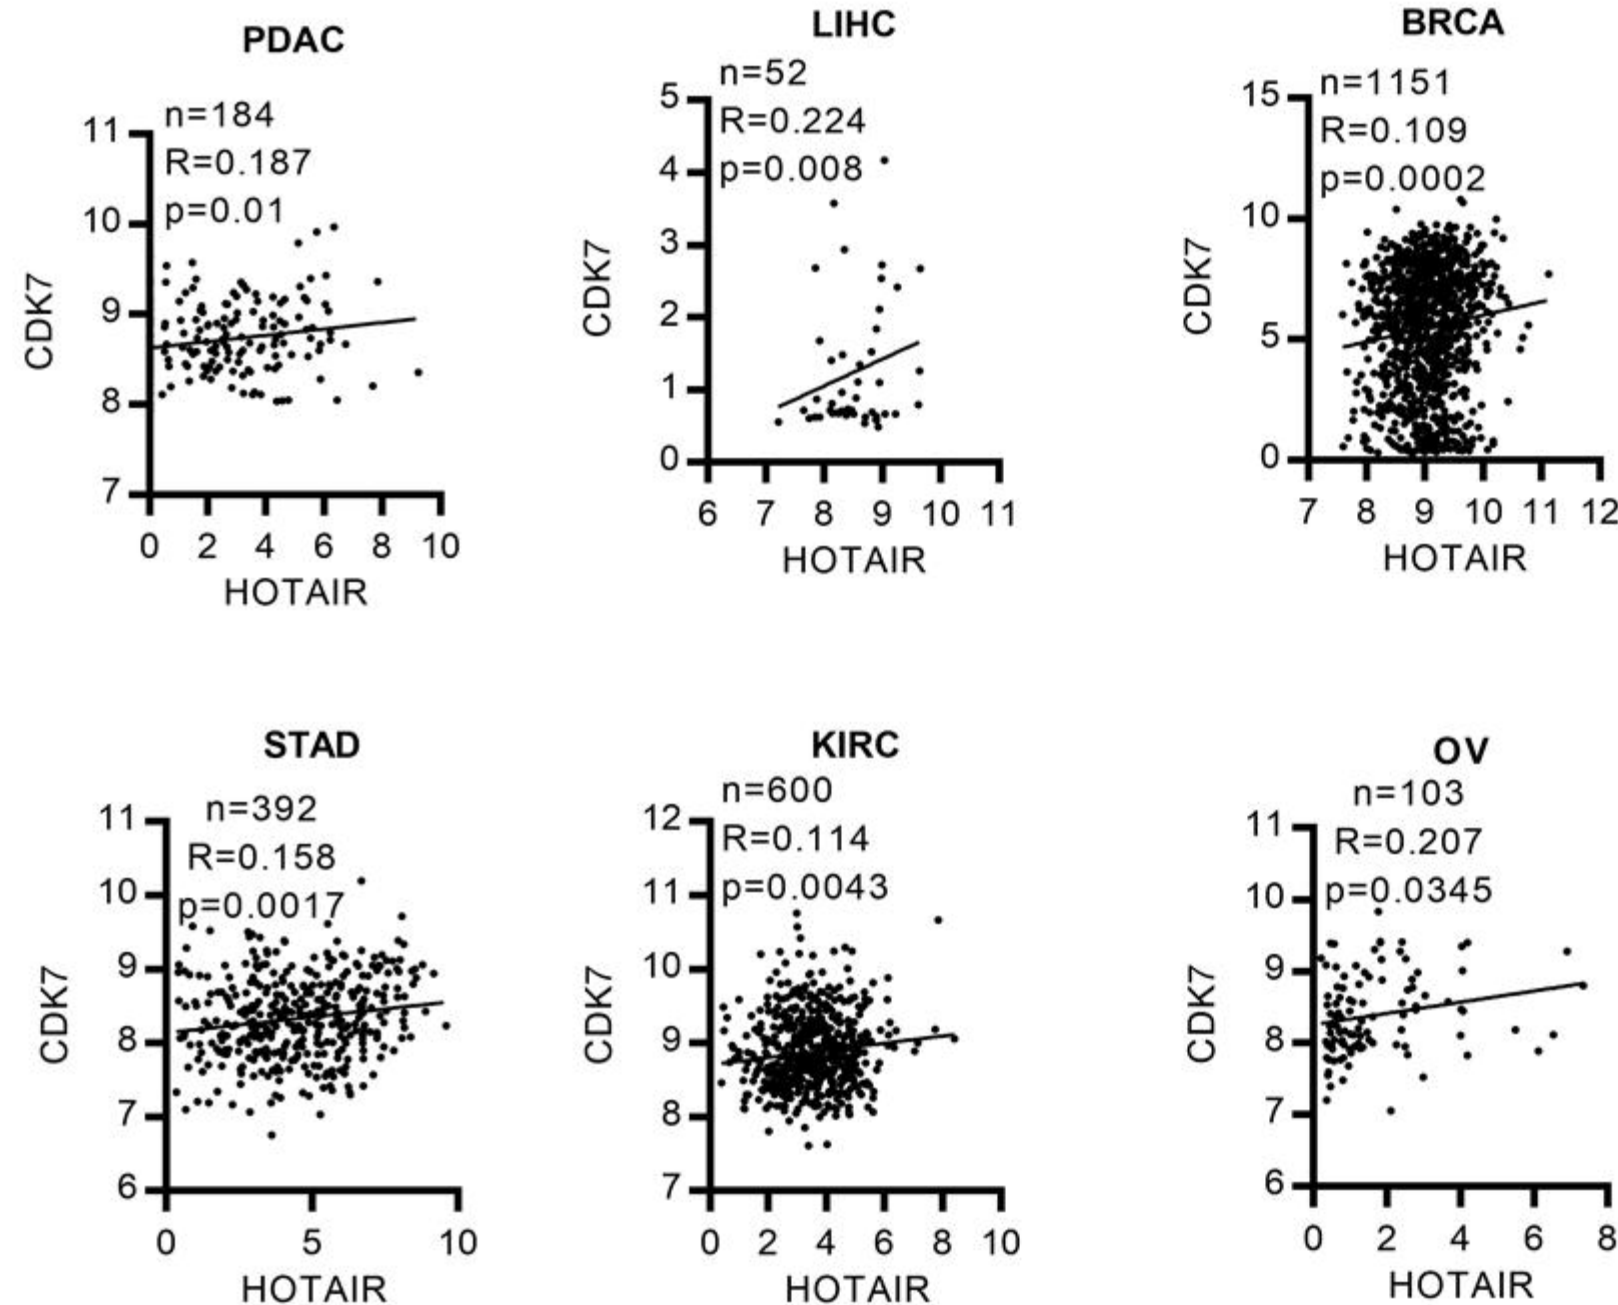 PDAC
n=184
R=0.187
p=0.01
11
10
9
8
7
CDK7
0 2 4 6 8 10
HOTAIR
LIHC
n=52
R=0.224
p=0.008
5
4
3
2
1
0
CDK7
6 7 8 9 10 11
HOTAIR
BRCA
n=1151
R=0.109
p=0.0002
15
10
5
0
CDK7
7 8 9 10 11 12
HOTAIR
STAD
n=392
R=0.158
p=0.0017
11
10
9
8
7
6
CDK7
0 5 10
HOTAIR
KIRC
n=600
R=0.114
p=0.0043
12
11
10
9
8
7
CDK7
0 2 4 6 8 10
HOTAIR
OV
n=103
R=0.207
p=0.0345
11
10
9
8
7
6
CDK7
0 2 4 6 8
HOTAIR